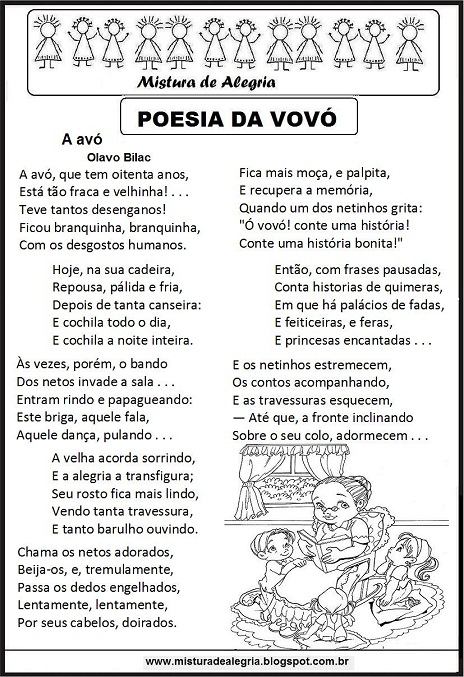 Mistura de Alegria
POESIA DA VOVÓ
A avó
Olavo Bilac
A avó, que tem oitenta anos,
Está tão fraca e velhinha! . . .
Teve tantos desenganos!
Ficou branquinha, branquinha,
Com os desgostos humanos.
Hoje, na sua cadeira,
Repousa, pálida e fria,
Depois de tanta canseira:
E cochila todo o dia,
E cochila a noite inteira.
Às vezes, porém, o bando
Dos netos invade a sala . . .
Entram rindo e papagueando:
Este briga, aquele fala,
Aquele dança, pulando . . .
A velha acorda sorrindo,
E a alegria a transfigura;
Seu rosto fica mais lindo,
Vendo tanta travessura,
E tanto barulho ouvindo.
Chama os netos adorados,
Beija-os, e, tremulamente,
Passa os dedos engelhados,
Lentamente, lentamente,
Por seus cabelos, doirados.
Fica mais moça, e palpita,
E recupera a memória,
Quando um dos netinhos grita:
"Ó vovó! conte uma história!
Conte uma história bonita!"
Então, com frases pausadas,
Conta historias de quimeras,
Em que há palácios de fadas,
E feiticeiras, e feras,
E princesas encantadas . . .
E os netinhos estremecem,
Os contos acompanhando,
E as travessuras esquecem,
— Até que, a fronte inclinando
Sobre o seu colo, adormecem . . .
www.misturadealegria.blogspot.com.br